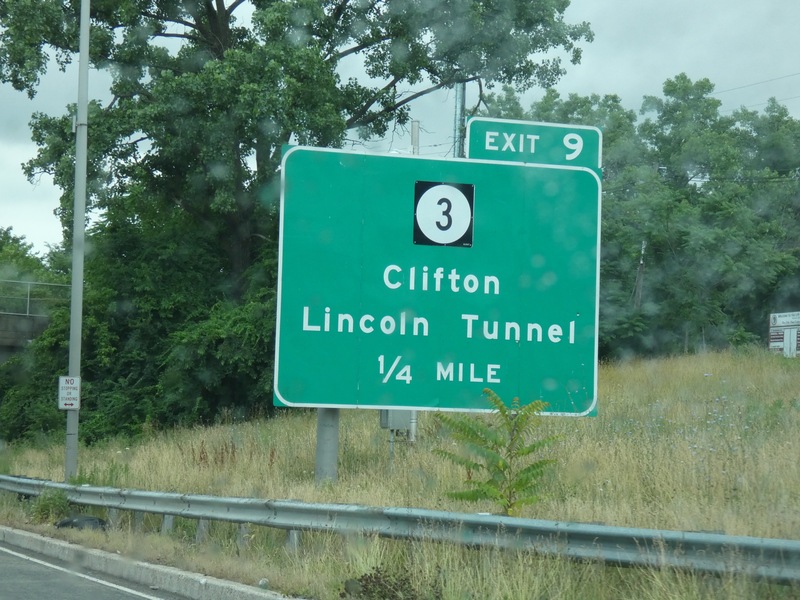 EXIT 9
3
Clifton
Lincoln Tunnel
1/4 MILE
NO
STOPPING
OR
STANDING